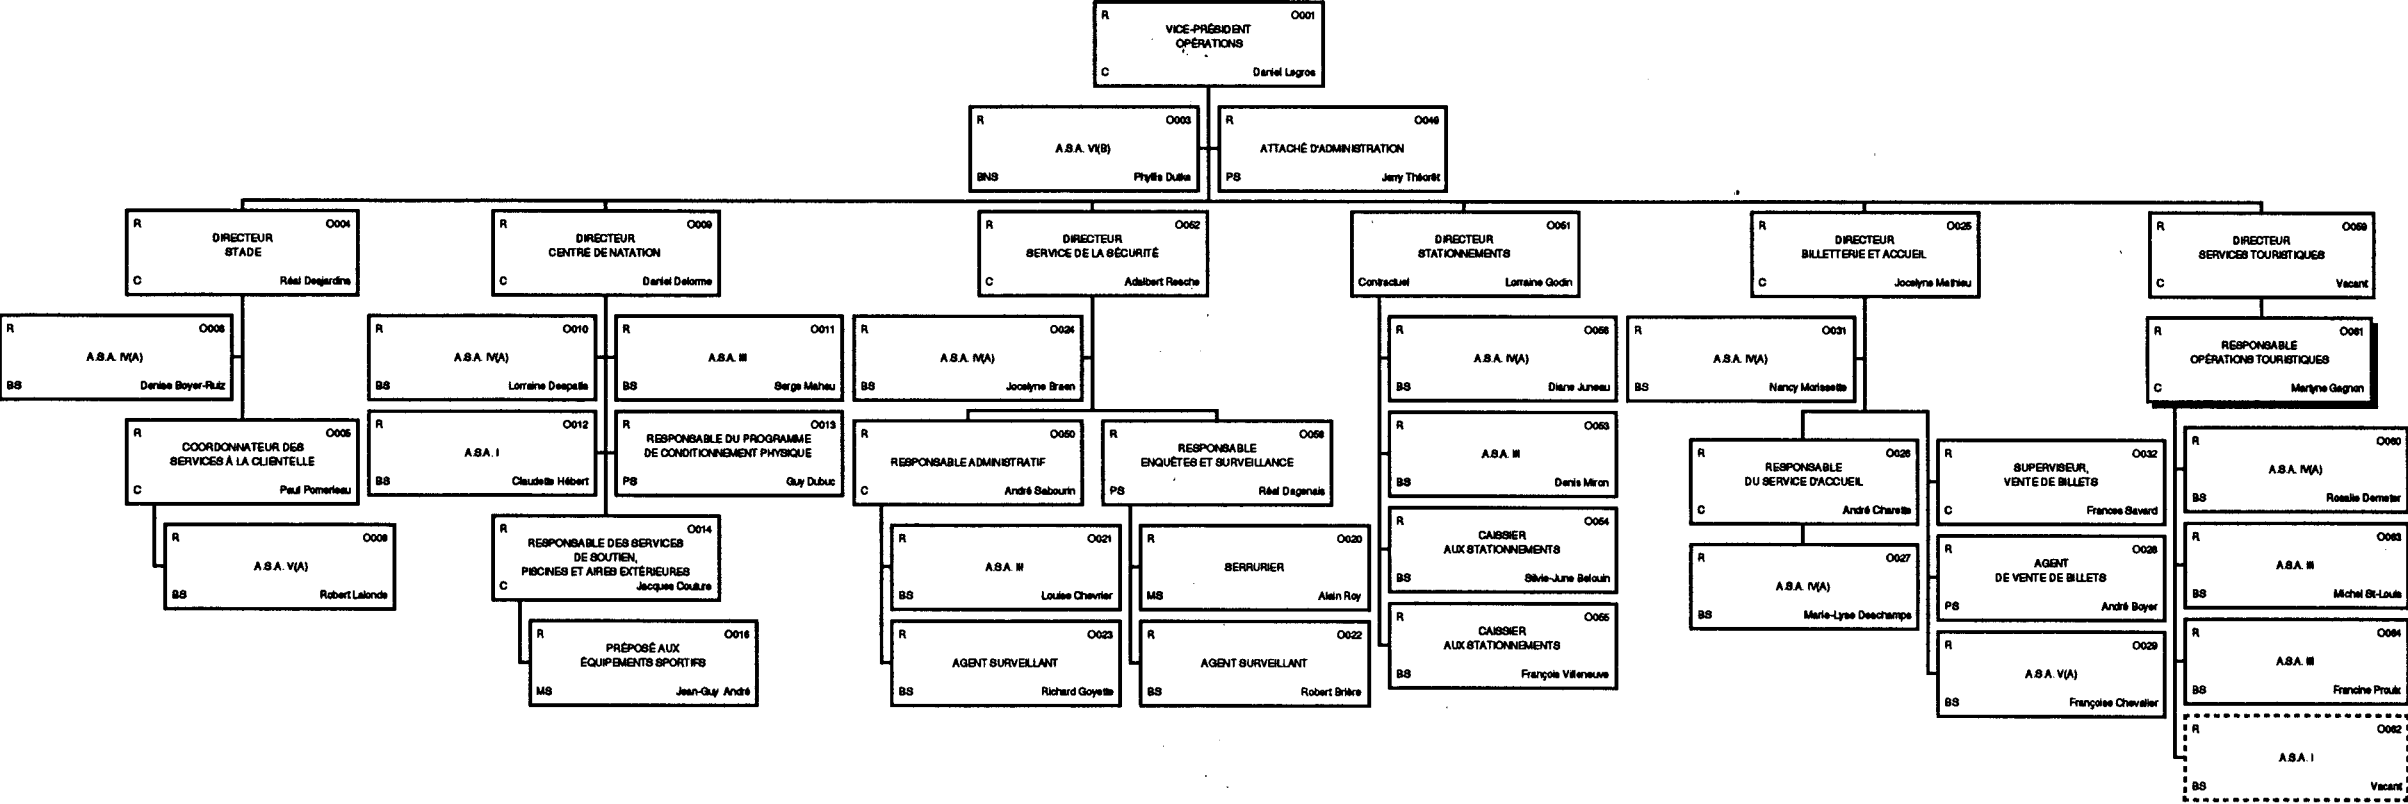 R O001
VICE-PRÉSIDENT
OPÉRATIONS
C Daniel Legros
R O003
A.S.A. VI(B)
BNS Phyllis Dutka
R O049
ATTACHÉ D'ADMINISTRATION
PS Jerry Théorêt
R O004
DIRECTEUR
STADE
C Réal Desjardins
R O009
DIRECTEUR
CENTRE DE NATATION
C Daniel Delorme
R O052
DIRECTEUR
SERVICE DE LA SÉCURITÉ
C Adalbert Resche
R O051
DIRECTEUR
STATIONNEMENTS
Contractuel Lorraine Godin
R O025
DIRECTEUR
BILLETTERIE ET ACCUEIL
C Jocelyne Mathieu
R O059
DIRECTEUR
SERVICES TOURISTIQUES
C Vacant
R
A.S.A. IV(A)
BS Denise Boyer-Ruiz
R O010
A.S.A. IV(A)
BS Lorraine Despatis
R O011
A.S.A. III
BS Serge Maheu
R O024
A.S.A. IV(A)
BS Jocelyne Braen
R
A.S.A. IV(A)
BS Diane Juneau
R O031
A.S.A. IV(A)
BS Nancy Morissette
R O061
RESPONSABLE
OPÉRATIONS TOURISTIQUES
C Martyne Gagnon
R O005
COORDONNATEUR DES
SERVICES À LA CLIENTELLE
C Paul Pomerleau
R O012
A.S.A. I
BS Claudette Hébert
R O013
RESPONSABLE DU PROGRAMME
DE CONDITIONNEMENT PHYSIQUE
PS Guy Dubuc
R O050
RESPONSABLE ADMINISTRATIF
C André Sabourin
R
RESPONSABLE
ENQUÊTES ET SURVEILLANCE
PS Réal Dagenais
R O053
A.S.A. III
BS Denis Miron
R O026
RESPONSABLE
DU SERVICE D'ACCUEIL
C André Charette
R O032
SUPERVISEUR,
VENTE DE BILLETS
C Frances Savard
R O060
A.S.A. IV(A)
BS Rosalie Demeter
R
A.S.A. V(A)
BS Robert Lalonde
R O014
RESPONSABLE DES SERVICES
DE SOUTIEN,
PISCINES ET AIRES EXTÉRIEURES
C Jacques Couture
R O021
A.S.A. III
BS Louise Chevrier
R O020
SERRURIER
MS Alain Roy
R O054
CAISSIER
AUX STATIONNEMENTS
BS Silvie-June Belouin
R O027
A.S.A. IV(A)
BS Marie-Lyse Deschamps
R O028
AGENT
DE VENTE DE BILLETS
PS André Boyer
R O063
A.S.A. III
BS Michel St-Louis
R O016
PRÉPOSÉ AUX
ÉQUIPEMENTS SPORTIFS
MS Jean-Guy André
R O023
AGENT SURVEILLANT
BS Richard Goyette
R O022
AGENT SURVEILLANT
BS Robert Brière
R O055
CAISSIER
AUX STATIONNEMENTS
BS François Villeneuve
R O029
A.S.A. V(A)
BS Françoise Chevalier
R O064
A.S.A. III
BS Francine Proulx
R O062
A.S.A. I
BS Vacant